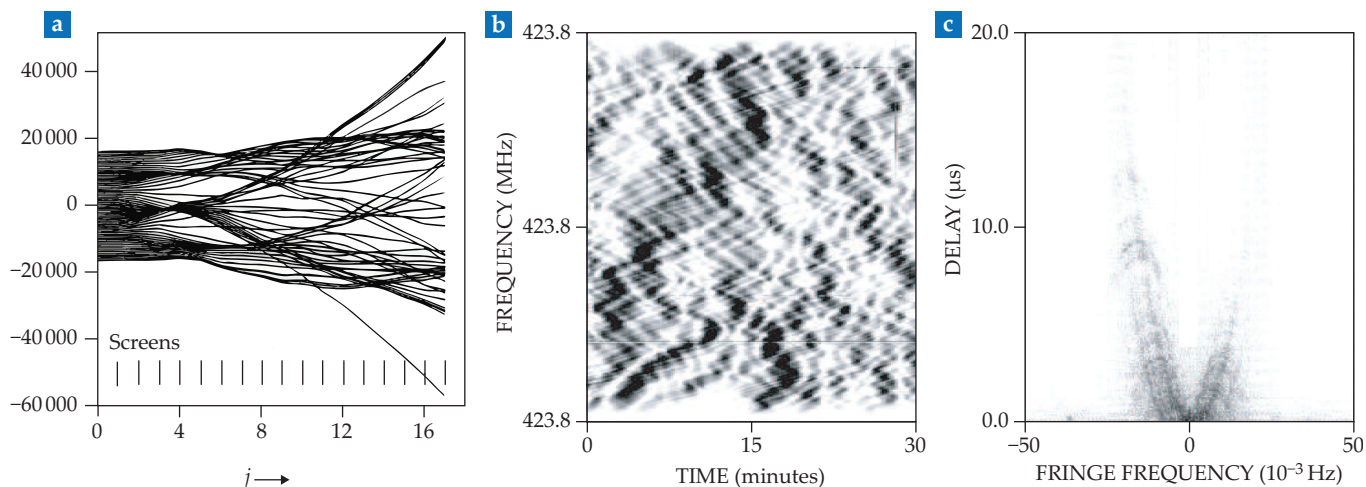 a
40 000
20 000
0
−20 000
−40 000
−60 000
Screens
0 4 8 12 16
j
b
423.8
423.8
423.8
FREQUENCY (MHz)
0 15 30
TIME (minutes)
c
20.0
10.0
0.0
DELAY (μs)
−50 0 50
FRINGE FREQUENCY (10⁻³ Hz)